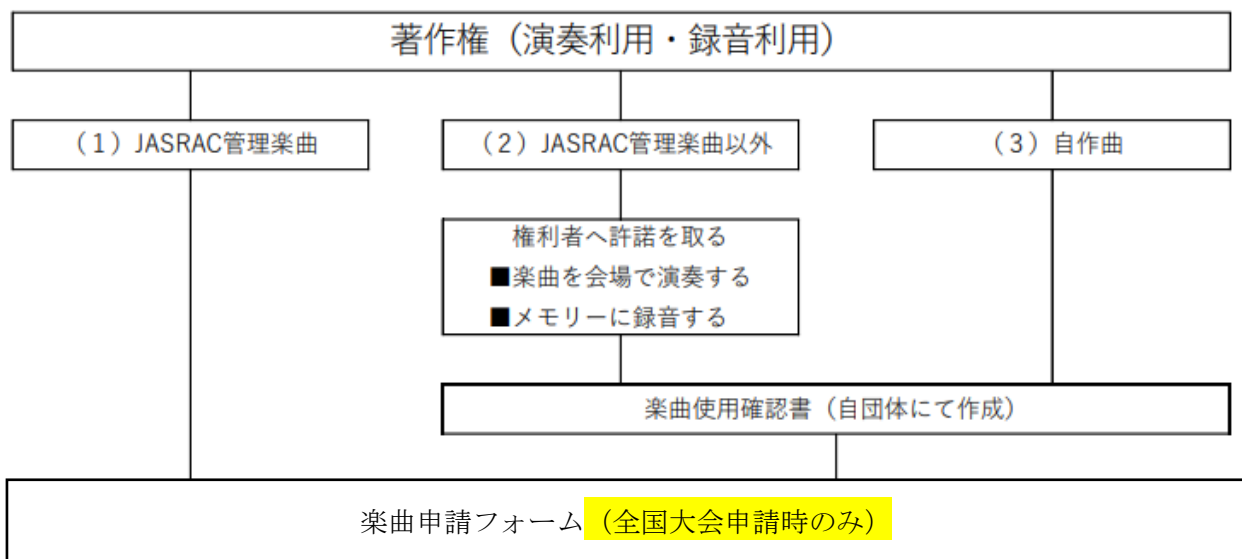 著作権（演奏利用・録音利用）
（１）JASRAC管理楽曲
（２）JASRAC管理楽曲以外
（３）自作曲
権利者へ許諾を取る
■楽曲を会場で演奏する
■メモリーに録音する
楽曲使用確認書（自団体にて作成）
楽曲申請フォーム（全国大会申請時のみ）